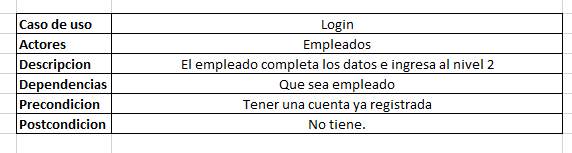 Caso de uso Login
Actores Empleados
Descripcion El empleado completa los datos e ingresa al nivel 2
Dependencias Que sea empleado
Precondicion Tener una cuenta ya registrada
Postcondicion No tiene.